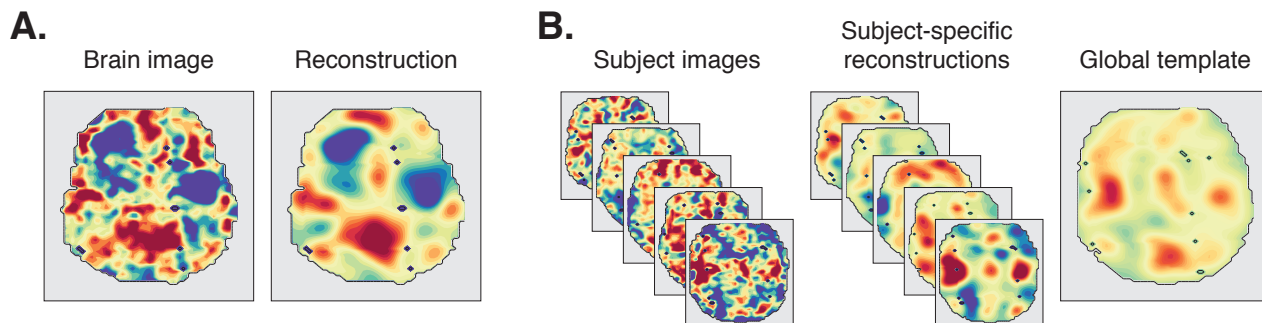 A.
Brain image
Reconstruction
B.
Subject images
Subject-specific
reconstructions
Global template